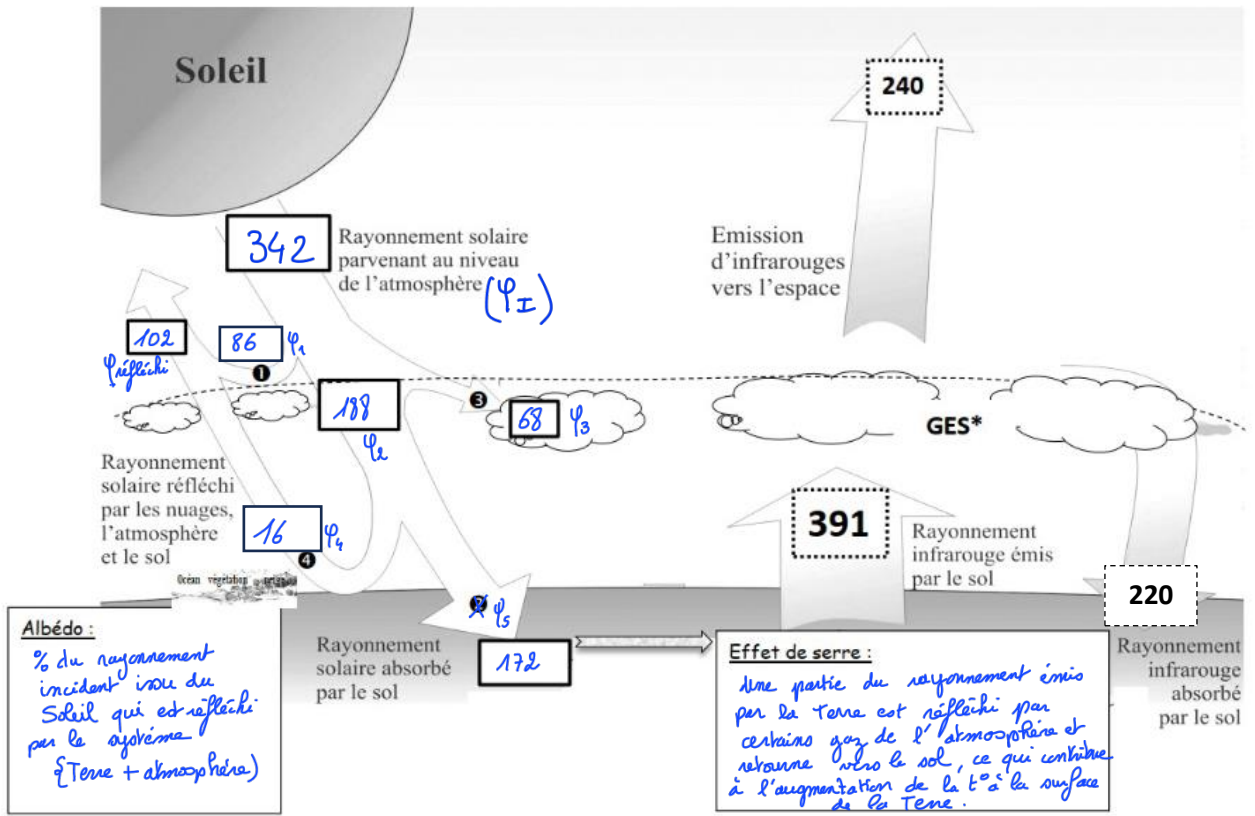 Soleil
240
342
Rayonnement solaire
parvenant au niveau
de l'atmosphère (φI)
Emission
d'infrarouges
vers l'espace
102
φréfléchi
86 φ1
❶
188
φ2
❸
68 φ3
GES*
Rayonnement
solaire réfléchi
par les nuages,
l'atmosphère
et le sol
16 φ4
❹
391
Rayonnement
infrarouge émis
par le sol
Océan végétation neige
φ5
220
Albédo :
% du rayonnement
incident issu du
Soleil qui est réfléchi
par le système
{Terre + atmosphère)
Rayonnement
solaire absorbé
par le sol
172
Effet de serre :
Une partie du rayonnement émis
par la Terre est réfléchi par
certains gaz de l'atmosphère et
retourne vers le sol, ce qui contribue
à l'augmentation de la t° à la surface
de la Terre.
Rayonnement
infrarouge
absorbé
par le sol